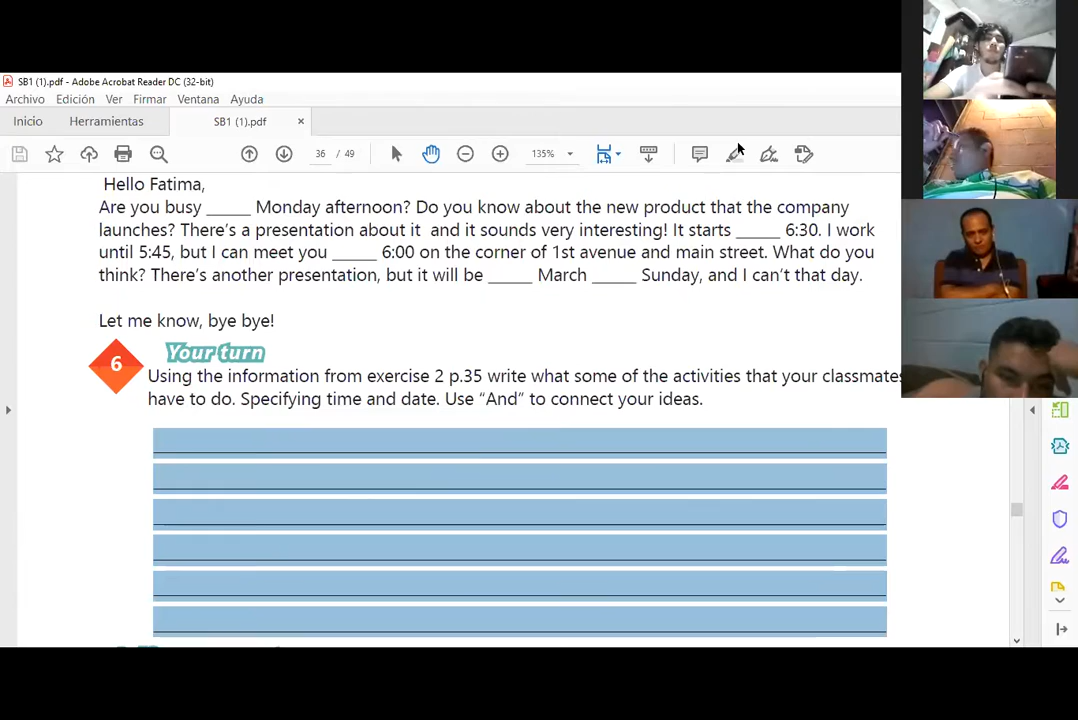 SB1 (1).pdf - Adobe Acrobat Reader DC (32-bit)
Archivo Edición Ver Firmar Ventana Ayuda
Inicio Herramientas SB1 (1).pdf ×
36 / 49 135%
Hello Fatima,
Are you busy _____ Monday afternoon? Do you know about the new product that the company
launches? There's a presentation about it and it sounds very interesting! It starts _____ 6:30. I work
until 5:45, but I can meet you _____ 6:00 on the corner of 1st avenue and main street. What do you
think? There's another presentation, but it will be _____ March _____ Sunday, and I can't that day.
Let me know, bye bye!
6 Your turn
Using the information from exercise 2 p.35 write what some of the activities that your classmates
have to do. Specifying time and date. Use “And” to connect your ideas.